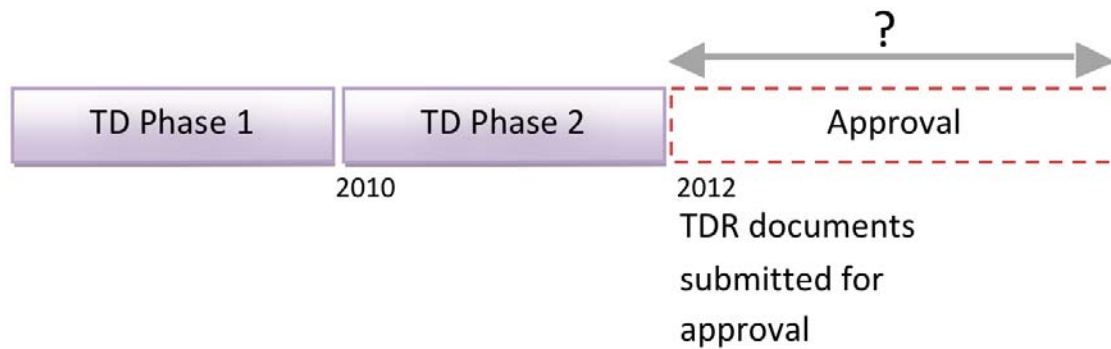 ?
TD Phase 1
TD Phase 2
Approval
2010
2012
TDR documents
submitted for
approval